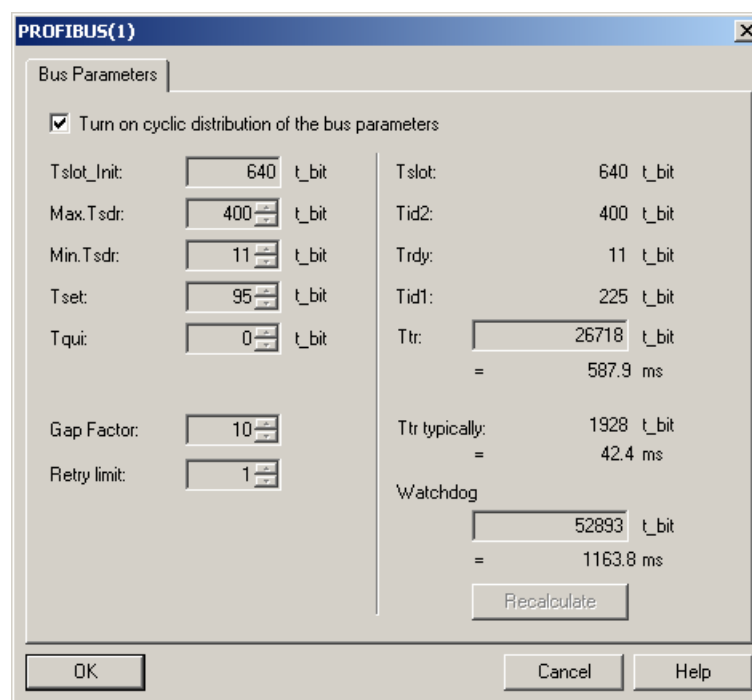 PROFIBUS(1)
Bus Parameters
Turn on cyclic distribution of the bus parameters
Tslot_Init: 640 t_bit
Tslot: 640 t_bit
Max.Tsdr: 400 t_bit
Tid2: 400 t_bit
Min.Tsdr: 11 t_bit
Trdy: 11 t_bit
Tset: 95 t_bit
Tid1: 225 t_bit
Tqui: 0 t_bit
Ttr: 26718 t_bit
= 587.9 ms
Gap Factor: 10
Ttr typically: 1928 t_bit
= 42.4 ms
Retry limit: 1
Watchdog
52893 t_bit
= 1163.8 ms
Recalculate
OK
Cancel
Help